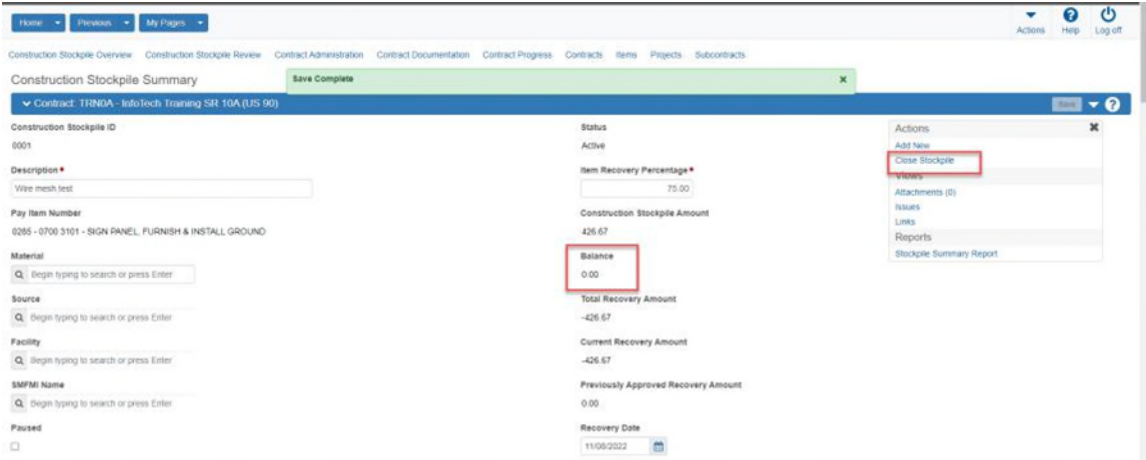 Home Previous My Pages
Actions Help Log off
Construction Stockpile Overview Construction Stockpile Review Contract Administration Contract Documentation Contract Progress Contracts Items Projects Subcontracts
Construction Stockpile Summary
Save Complete
Contract: TRN0A - InfoTech Training SR 10A (US 90)
Save
Construction Stockpile ID
0001
Description
Wire mesh test
Pay Item Number
0285 - 0700 3101 - SIGN PANEL, FURNISH & INSTALL GROUND
Material
Begin typing to search or press Enter
Source
Begin typing to search or press Enter
Facility
Begin typing to search or press Enter
SMFMI Name
Begin typing to search or press Enter
Paused
Status
Active
Item Recovery Percentage
75.00
Construction Stockpile Amount
426.67
Balance
0.00
Total Recovery Amount
-426.67
Current Recovery Amount
-426.67
Previously Approved Recovery Amount
0.00
Recovery Date
11/08/2022
Actions
Add New
Close Stockpile
Views
Attachments (0)
Issues
Links
Reports
Stockpile Summary Report